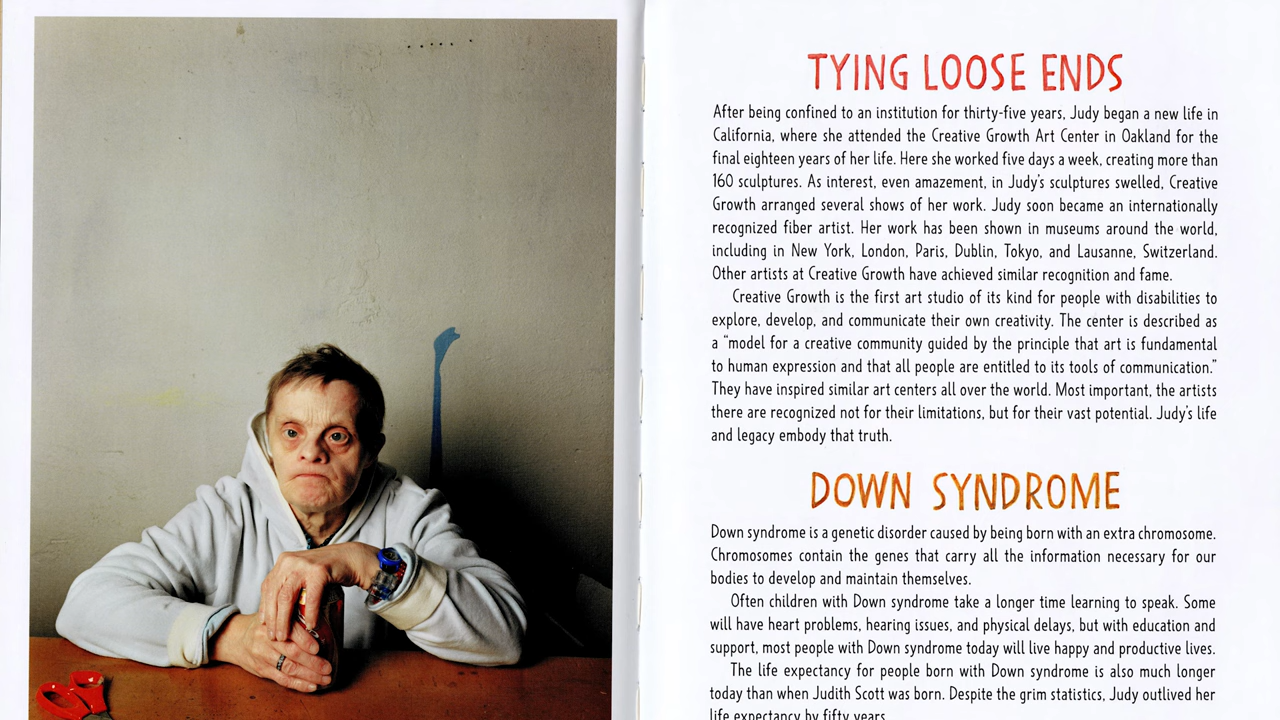 TYING LOOSE ENDS
After being confined to an institution for thirty-five years, Judy began a new life in
California, where she attended the Creative Growth Art Center in Oakland for the
final eighteen years of her life. Here she worked five days a week, creating more than
160 sculptures. As interest, even amazement, in Judy's sculptures swelled, Creative
Growth arranged several shows of her work. Judy soon became an internationally
recognized fiber artist. Her work has been shown in museums around the world,
including in New York, London, Paris, Dublin, Tokyo, and Lausanne, Switzerland.
Other artists at Creative Growth have achieved similar recognition and fame.
Creative Growth is the first art studio of its kind for people with disabilities to
explore, develop, and communicate their own creativity. The center is described as
a “model for a creative community guided by the principle that art is fundamental
to human expression and that all people are entitled to its tools of communication.”
They have inspired similar art centers all over the world. Most important, the artists
there are recognized not for their limitations, but for their vast potential. Judy's life
and legacy embody that truth.
DOWN SYNDROME
Down syndrome is a genetic disorder caused by being born with an extra chromosome.
Chromosomes contain the genes that carry all the information necessary for our
bodies to develop and maintain themselves.
Often children with Down syndrome take a longer time learning to speak. Some
will have heart problems, hearing issues, and physical delays, but with education and
support, most people with Down syndrome today will live happy and productive lives.
The life expectancy for people born with Down syndrome is also much longer
today than when Judith Scott was born. Despite the grim statistics, Judy outlived her
life expectancy by fifty years.